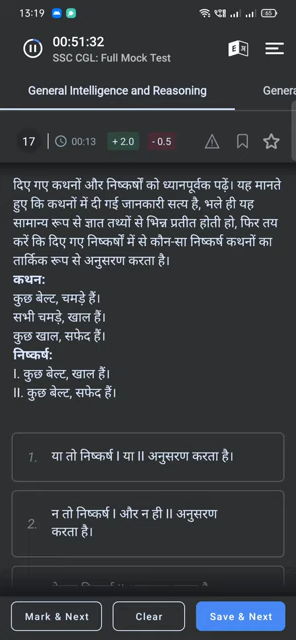 13:19
65
00:51:32
SSC CGL: Full Mock Test
General Intelligence and Reasoning
Genera
17
00:13
+ 2.0
- 0.5
दिए गए कथनों और निष्कर्षों को ध्यानपूर्वक पढ़ें। यह मानते
हुए कि कथनों में दी गई जानकारी सत्य है, भले ही यह
सामान्य रूप से ज्ञात तथ्यों से भिन्न प्रतीत होती हो, फिर तय
करें कि दिए गए निष्कर्षों में से कौन-सा निष्कर्ष कथनों का
तार्किक रूप से अनुसरण करता है।
कथन:
कुछ बेल्ट, चमड़े हैं।
सभी चमड़े, खाल हैं।
कुछ खाल, सफेद हैं।
निष्कर्ष:
I. कुछ बेल्ट, खाल हैं।
II. कुछ बेल्ट, सफेद हैं।
1. या तो निष्कर्ष I या II अनुसरण करता है।
2. न तो निष्कर्ष I और न ही II अनुसरण
करता है।
Mark & Next
Clear
Save & Next